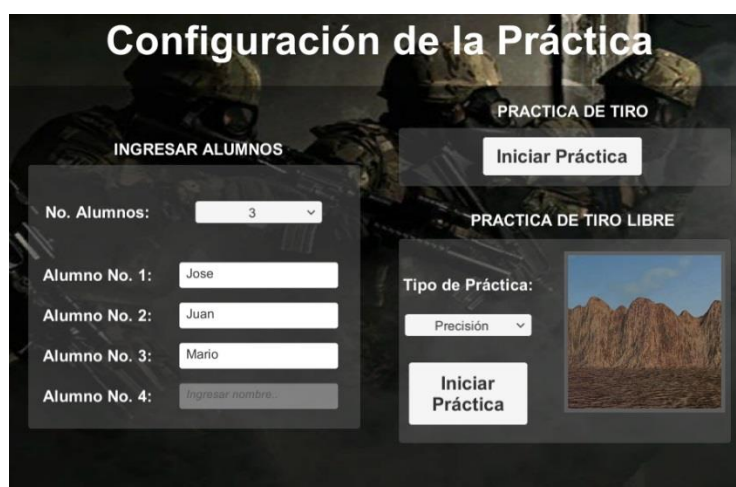 Configuración de la Práctica
INGRESAR ALUMNOS
No. Alumnos: 3
Alumno No. 1: Jose
Alumno No. 2: Juan
Alumno No. 3: Mario
Alumno No. 4: Ingresar nombre..
PRACTICA DE TIRO
Iniciar Práctica
PRACTICA DE TIRO LIBRE
Tipo de Práctica:
Precisión
Iniciar
Práctica